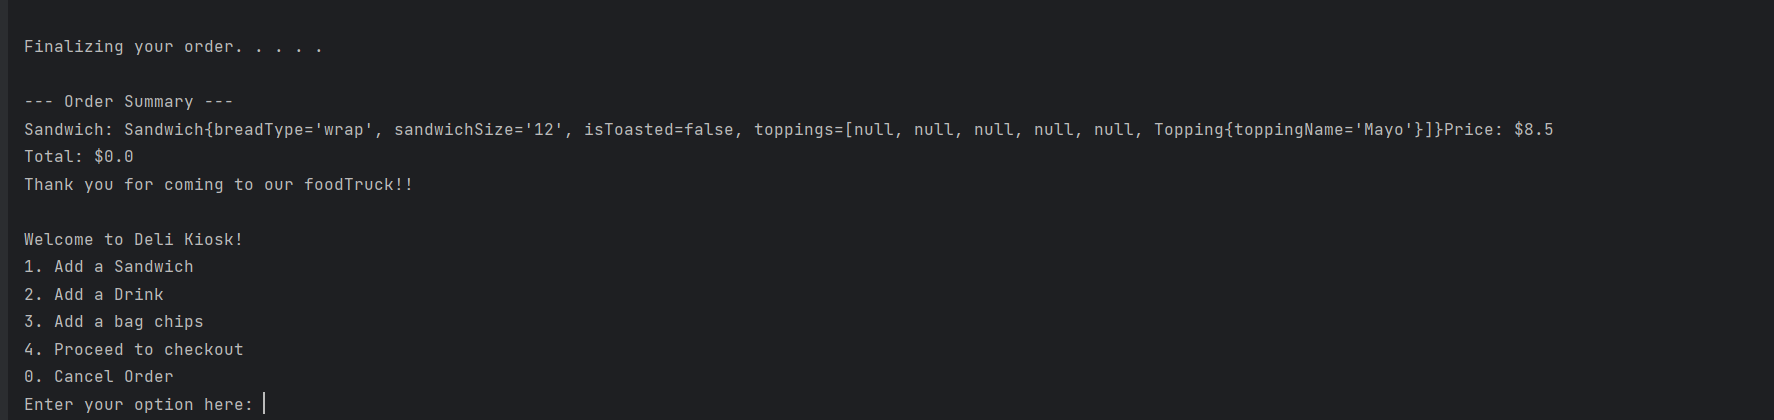 Finalizing your order. . . . .
--- Order Summary ---
Sandwich: Sandwich{breadType='wrap', sandwichSize='12', isToasted=false, toppings=[null, null, null, null, null, Topping{toppingName='Mayo'}]}Price: $8.5
Total: $0.0
Thank you for coming to our foodTruck!!
Welcome to Deli Kiosk!
1. Add a Sandwich
2. Add a Drink
3. Add a bag chips
4. Proceed to checkout
0. Cancel Order
Enter your option here: